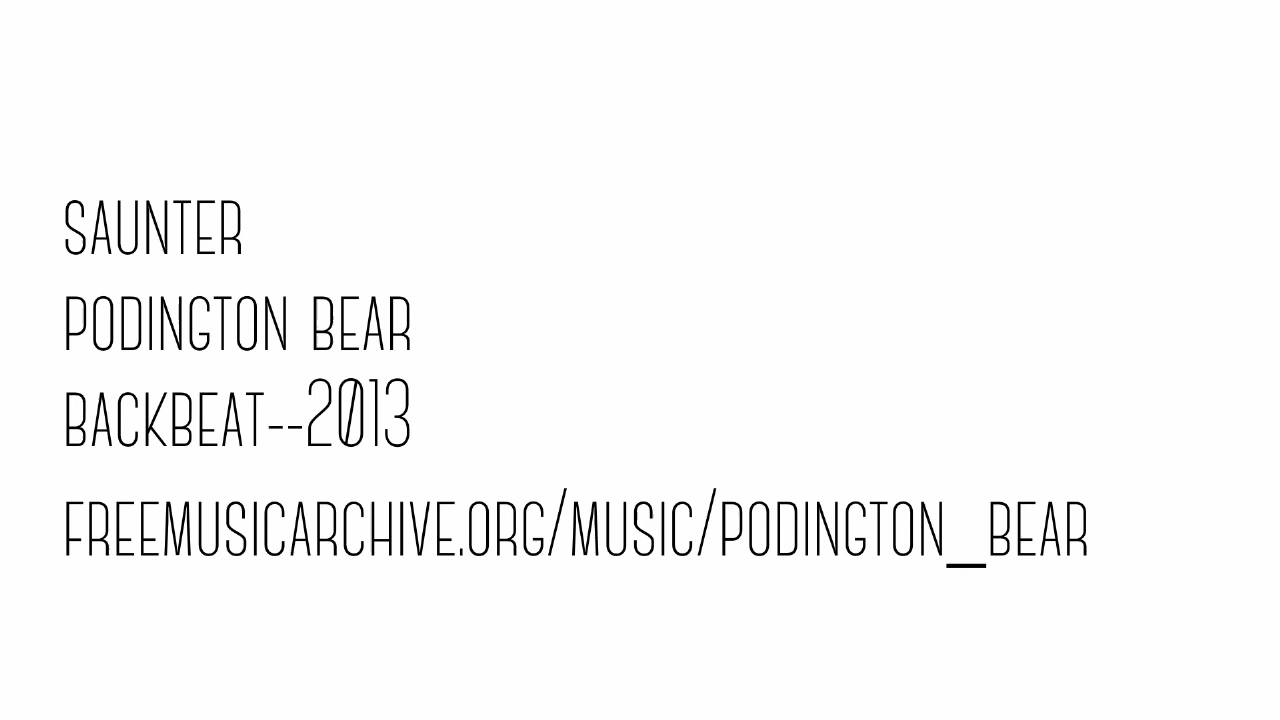 SAUNTER
PODINGTON BEAR
BACKBEAT--2013
FREEMUSICARCHIVE.ORG/MUSIC/PODINGTON_BEAR